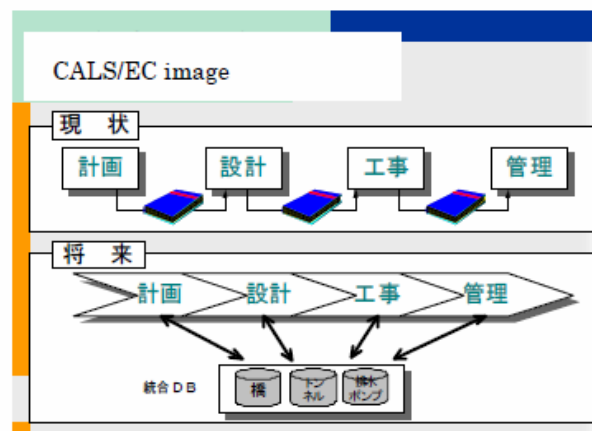 CALS/EC image
現 状
計画 設計 工事 管理
将 来
計画 設計 工事 管理
統合DB
橋
トン
ネル
排水
ポンプ